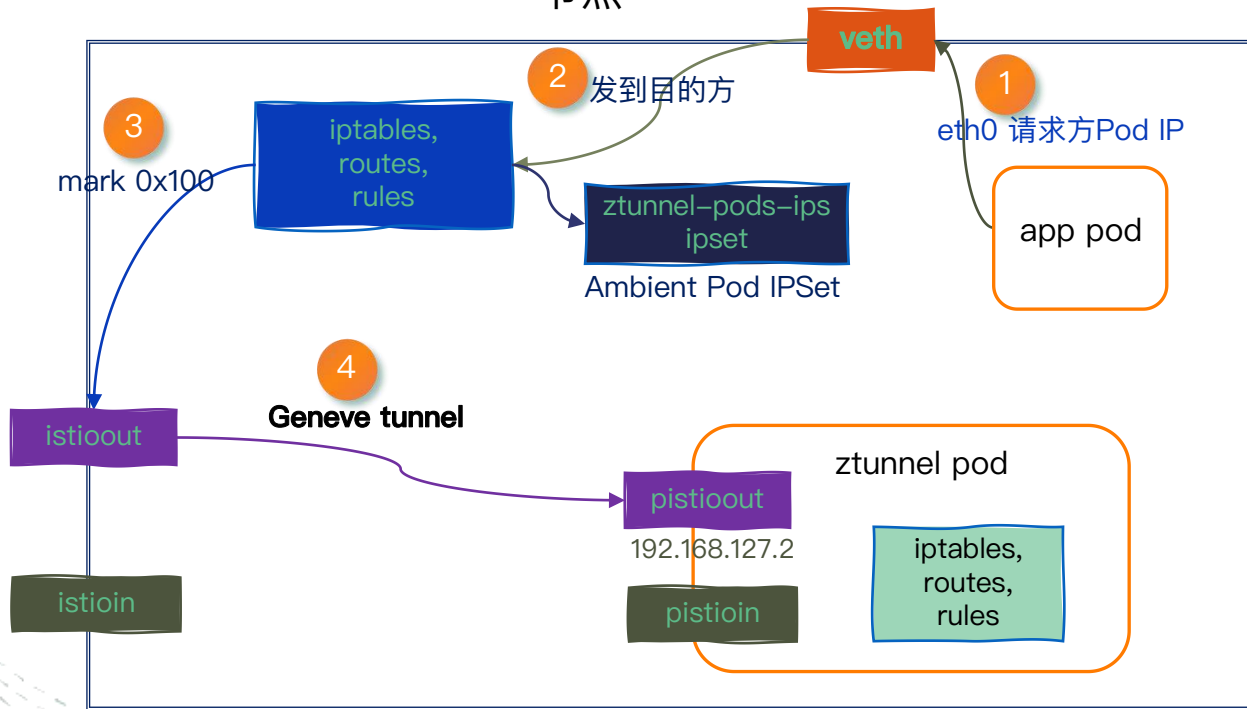 veth
1
2
发到目的方
eth0 请求方Pod IP
3
mark 0x100
iptables,
routes,
rules
ztunnel-pods-ips
ipset
Ambient Pod IPSet
app pod
4
Geneve tunnel
istioout
ztunnel pod
pistioout
192.168.127.2
iptables,
routes,
rules
istioin
pistioin